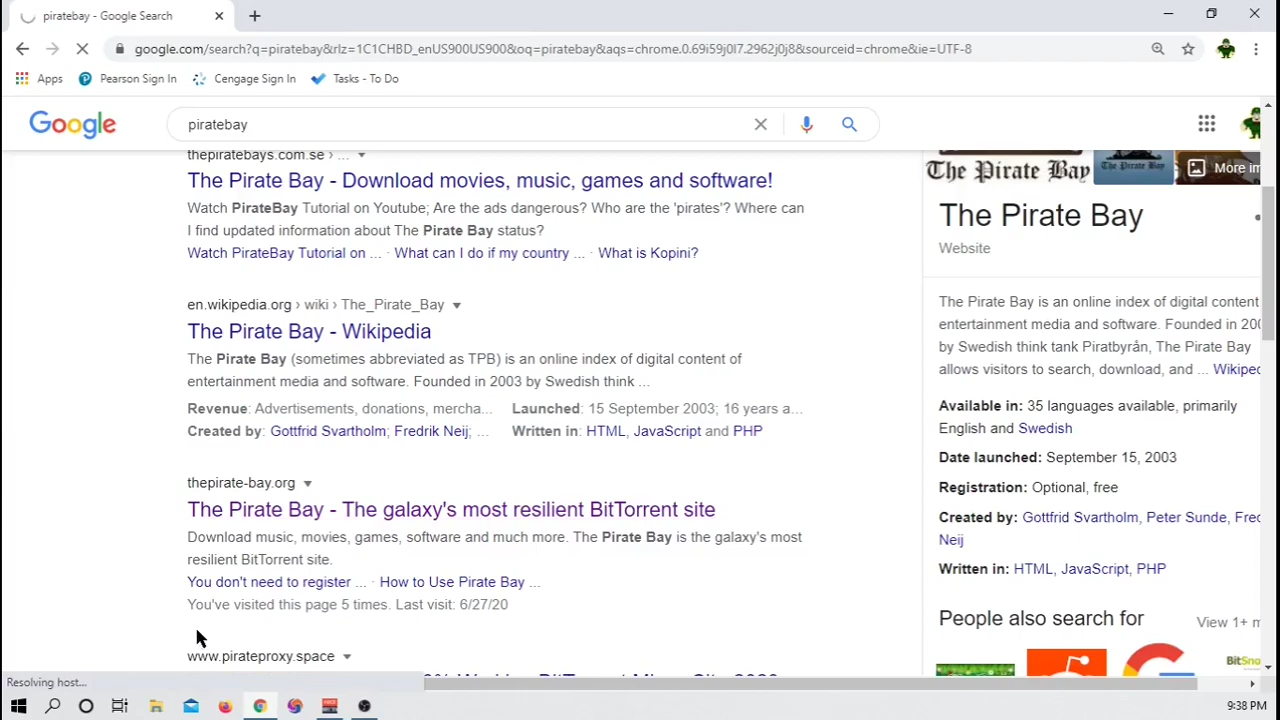 piratebay - Google Search
google.com/search?q=piratebay&rlz=1C1CHBD_enUS900US900&oq=piratebay&aqs=chrome.0.69i59j0l7.2962j0j8&sourceid=chrome&ie=UTF-8
Apps Pearson Sign In Cengage Sign In Tasks - To Do
Google piratebay
thepiratebays.com.se › ...
The Pirate Bay - Download movies, music, games and software!
Watch PirateBay Tutorial on Youtube; Are the ads dangerous? Who are the 'pirates'? Where can
I find updated information about The Pirate Bay status?
Watch PirateBay Tutorial on ... · What can I do if my country ... · What is Kopini?
en.wikipedia.org › wiki › The_Pirate_Bay
The Pirate Bay - Wikipedia
The Pirate Bay (sometimes abbreviated as TPB) is an online index of digital content of
entertainment media and software. Founded in 2003 by Swedish think ...
Revenue: Advertisements, donations, mercha... Launched: 15 September 2003; 16 years a...
Created by: Gottfrid Svartholm; Fredrik Neij; ... Written in: HTML, JavaScript and PHP
thepirate-bay.org
The Pirate Bay - The galaxy's most resilient BitTorrent site
Download music, movies, games, software and much more. The Pirate Bay is the galaxy's most
resilient BitTorrent site.
You don't need to register ... · How to Use Pirate Bay ...
You've visited this page 5 times. Last visit: 6/27/20
www.pirateproxy.space
The Pirate Bay The Pirate Bay More im
The Pirate Bay
Website
The Pirate Bay is an online index of digital content
entertainment media and software. Founded in 200
by Swedish think tank Piratbyrån, The Pirate Bay
allows visitors to search, download, and ... Wikiped
Available in: 35 languages available, primarily
English and Swedish
Date launched: September 15, 2003
Registration: Optional, free
Created by: Gottfrid Svartholm, Peter Sunde, Fred
Neij
Written in: HTML, JavaScript, PHP
People also search for View 1+ m
BitSno
Resolving host...
9:38 PM